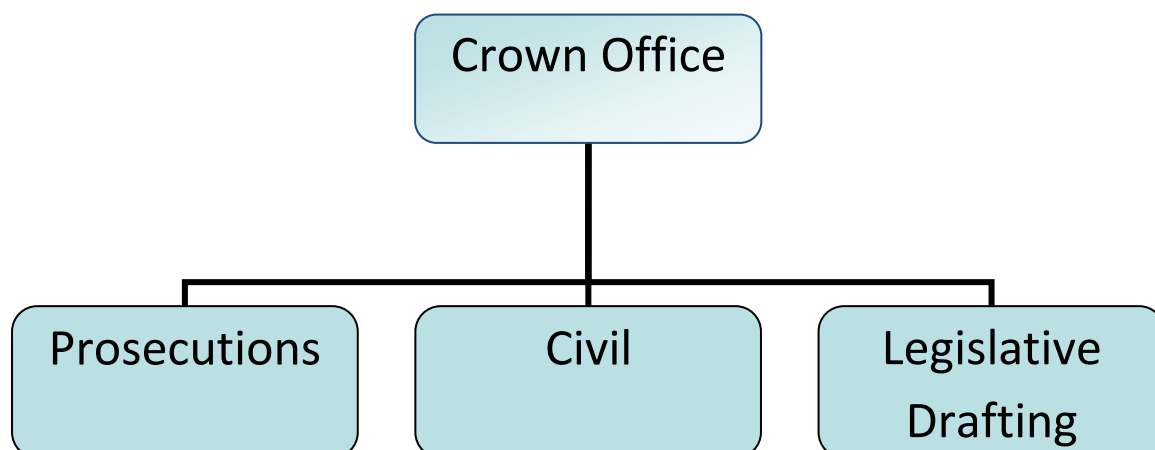 Crown Office
Prosecutions
Civil
Legislative
Drafting